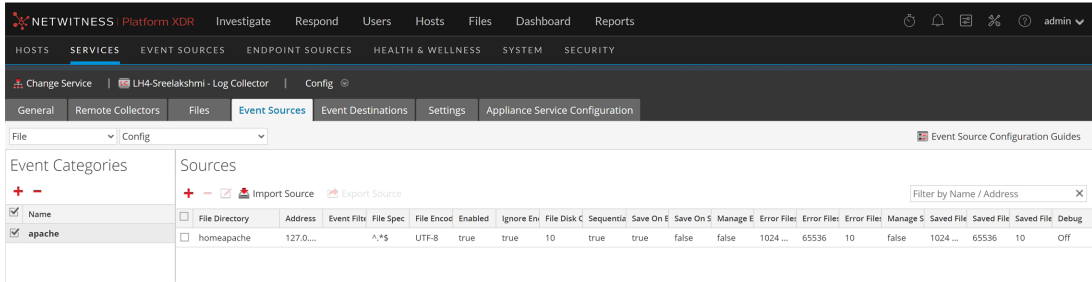 NETWITNESS Platform XDR Investigate Respond Users Hosts Files Dashboard Reports admin
HOSTS SERVICES EVENT SOURCES ENDPOINT SOURCES HEALTH & WELLNESS SYSTEM SECURITY
Change Service | LH4-Sreelakshmi - Log Collector | Config
General Remote Collectors Files Event Sources Event Destinations Settings Appliance Service Configuration
File Config Event Source Configuration Guides
Event Categories Sources
Import Source Export Source Filter by Name / Address
Name File Directory Address Event Filte File Spec File Encod Enabled Ignore En File Disk Q Sequentia Save On E Save On S Manage E Error Files Error Files Error Files Manage S Saved File Saved File Saved File Debug
apache homeapache 127.0.... ^.*$ UTF-8 true true 10 true true false false 1024 ... 65536 10 false 1024 ... 65536 10 Off